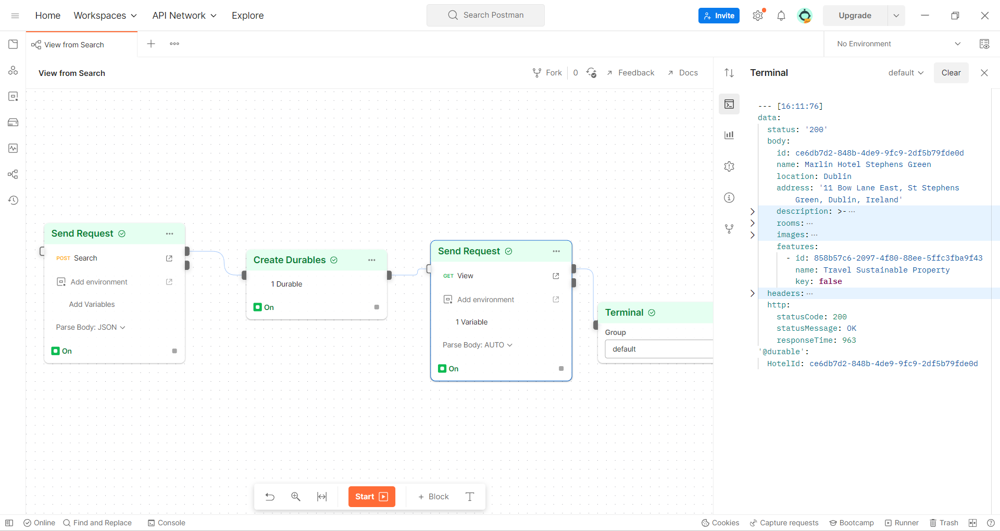 Home Workspaces API Network Explore Search Postman Invite Upgrade
View from Search No Environment
View from Search Fork 0 Feedback Docs
Send Request
POST Search
Add environment
Add Variables
Parse Body: JSON
On
Create Durables
1 Durable
On
Send Request
GET View
Add environment
1 Variable
Parse Body: AUTO
On
Terminal
Group
default
Start + Block T
Terminal default Clear
--- [16:11:76]
data:
status: '200'
body:
id: ce6db7d2-848b-4de9-9fc9-2df5b79fde0d
name: Marlin Hotel Stephens Green
location: Dublin
address: '11 Bow Lane East, St Stephens
Green, Dublin, Ireland'
description: >-···
rooms:···
images:···
features:
- id: 858b57c6-2097-4f80-88ee-5ffc3fba9f43
name: Travel Sustainable Property
key: false
headers:···
http:
statusCode: 200
statusMessage: OK
responseTime: 963
'@durable':
HotelId: ce6db7d2-848b-4de9-9fc9-2df5b79fde0d
Online Find and Replace Console Cookies Capture requests Bootcamp Runner Trash